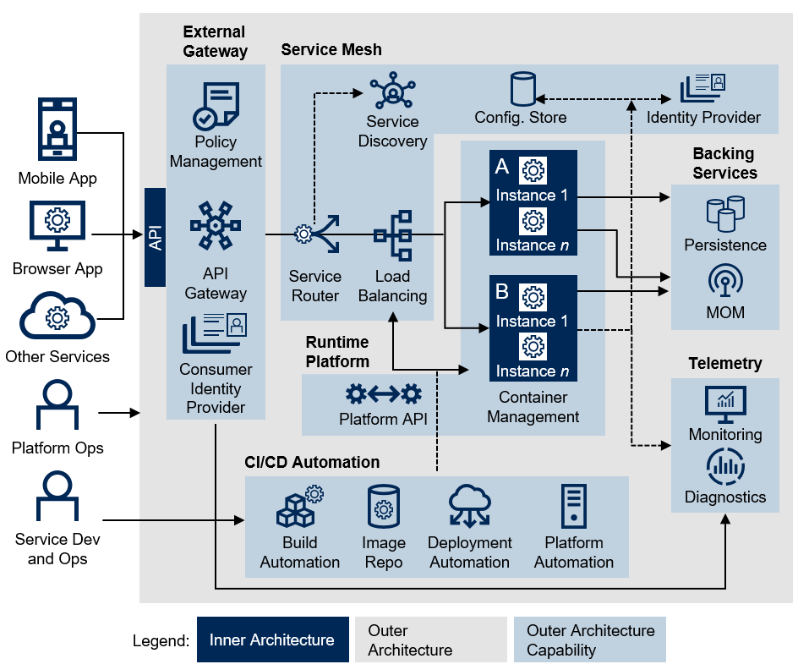 External
Gateway
Service Mesh
Policy
Management
Service
Discovery
Config. Store
Identity Provider
Mobile App
Browser App
Other Services
API
API
Gateway
Consumer
Identity
Provider
Service
Router
Load
Balancing
A
Instance 1
Instance n
B
Instance 1
Instance n
Container
Management
Backing
Services
Persistence
MOM
Runtime
Platform
Platform API
Telemetry
Monitoring
Diagnostics
Platform Ops
Service Dev
and Ops
CI/CD Automation
Build
Automation
Image
Repo
Deployment
Automation
Platform
Automation
Legend:
Inner Architecture
Outer
Architecture
Outer Architecture
Capability